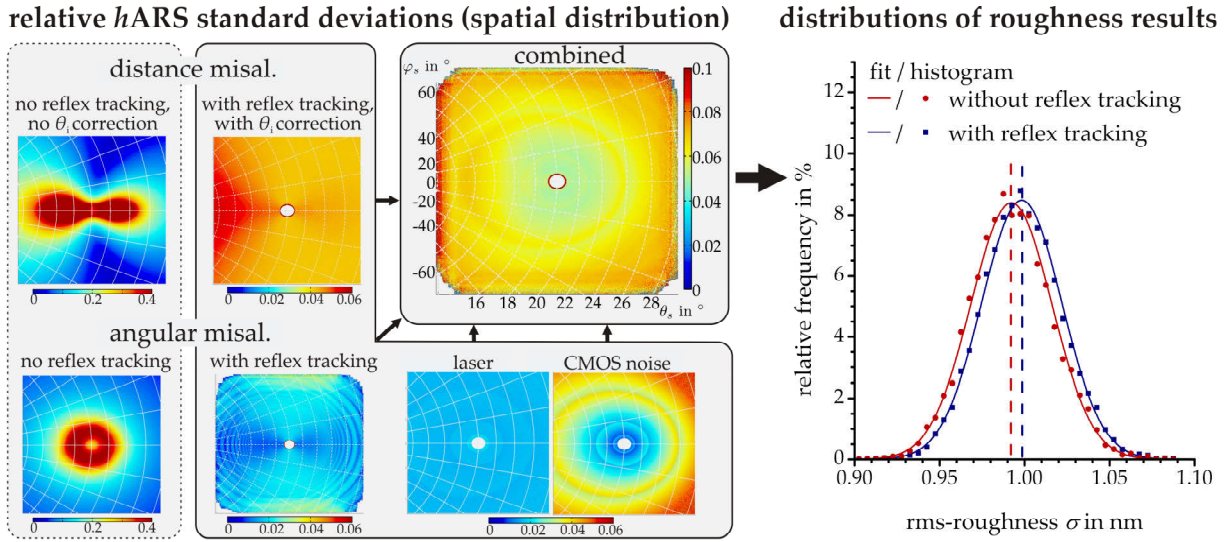 relative hARS standard deviations (spatial distribution)
distributions of roughness results
distance misal.
no reflex tracking,
no θi correction
with reflex tracking,
with θi correction
0 0.2 0.4
0 0.02 0.04 0.06
combined
φs in °
60
40
20
0
-20
-40
-60
16 18 20 22 24 26 28 θs in °
0.1
0.08
0.06
0.04
0.02
0
angular misal.
no reflex tracking
with reflex tracking
laser
CMOS noise
0 0.2 0.4
0 0.02 0.04 0.06
0 0.02 0.04 0.06
fit / histogram
/ without reflex tracking
/ with reflex tracking
relative frequency in %
12
10
8
6
4
2
0
0.90 0.95 1.00 1.05 1.10
rms-roughness σ in nm